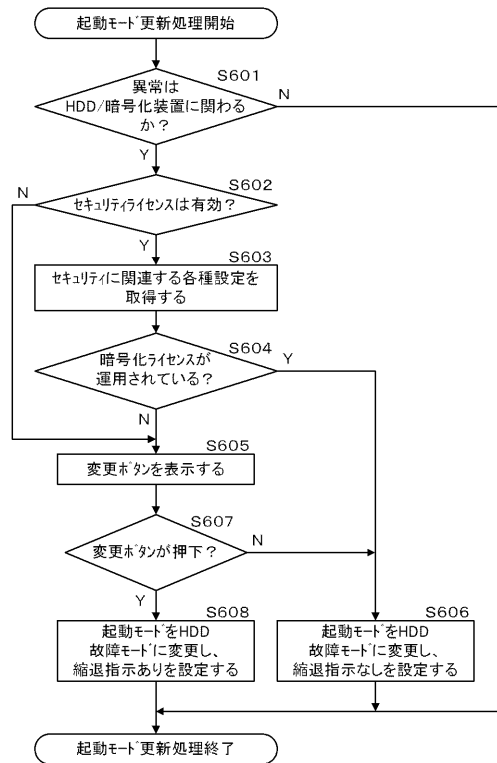 起動モード更新処理開始
S601
異常は
HDD/暗号化装置に関わる
か？
N
Y
S602
N
セキュリティライセンスは有効？
Y
S603
セキュリティに関連する各種設定を
取得する
S604
暗号化ライセンスが
運用されている？
Y
N
S605
変更ボタンを表示する
S607
変更ボタンが押下？
N
Y
S608
起動モードをHDD
故障モードに変更し、
縮退指示ありを設定する
S606
起動モードをHDD
故障モードに変更し、
縮退指示なしを設定する
起動モード更新処理終了